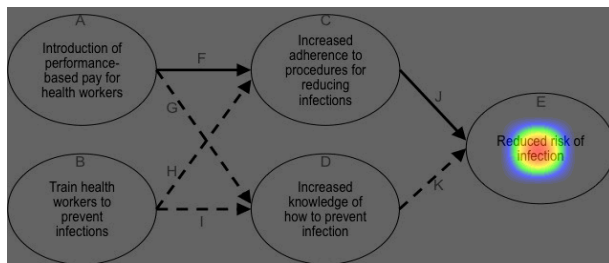 A
Introduction of
performance-
based pay for
health workers
F
C
Increased
adherence to
procedures for
reducing
infections
G
J
E
Reduced risk of
infection
B
Train health
workers to
prevent
infections
H
I
D
Increased
knowledge of
how to prevent
infection
K